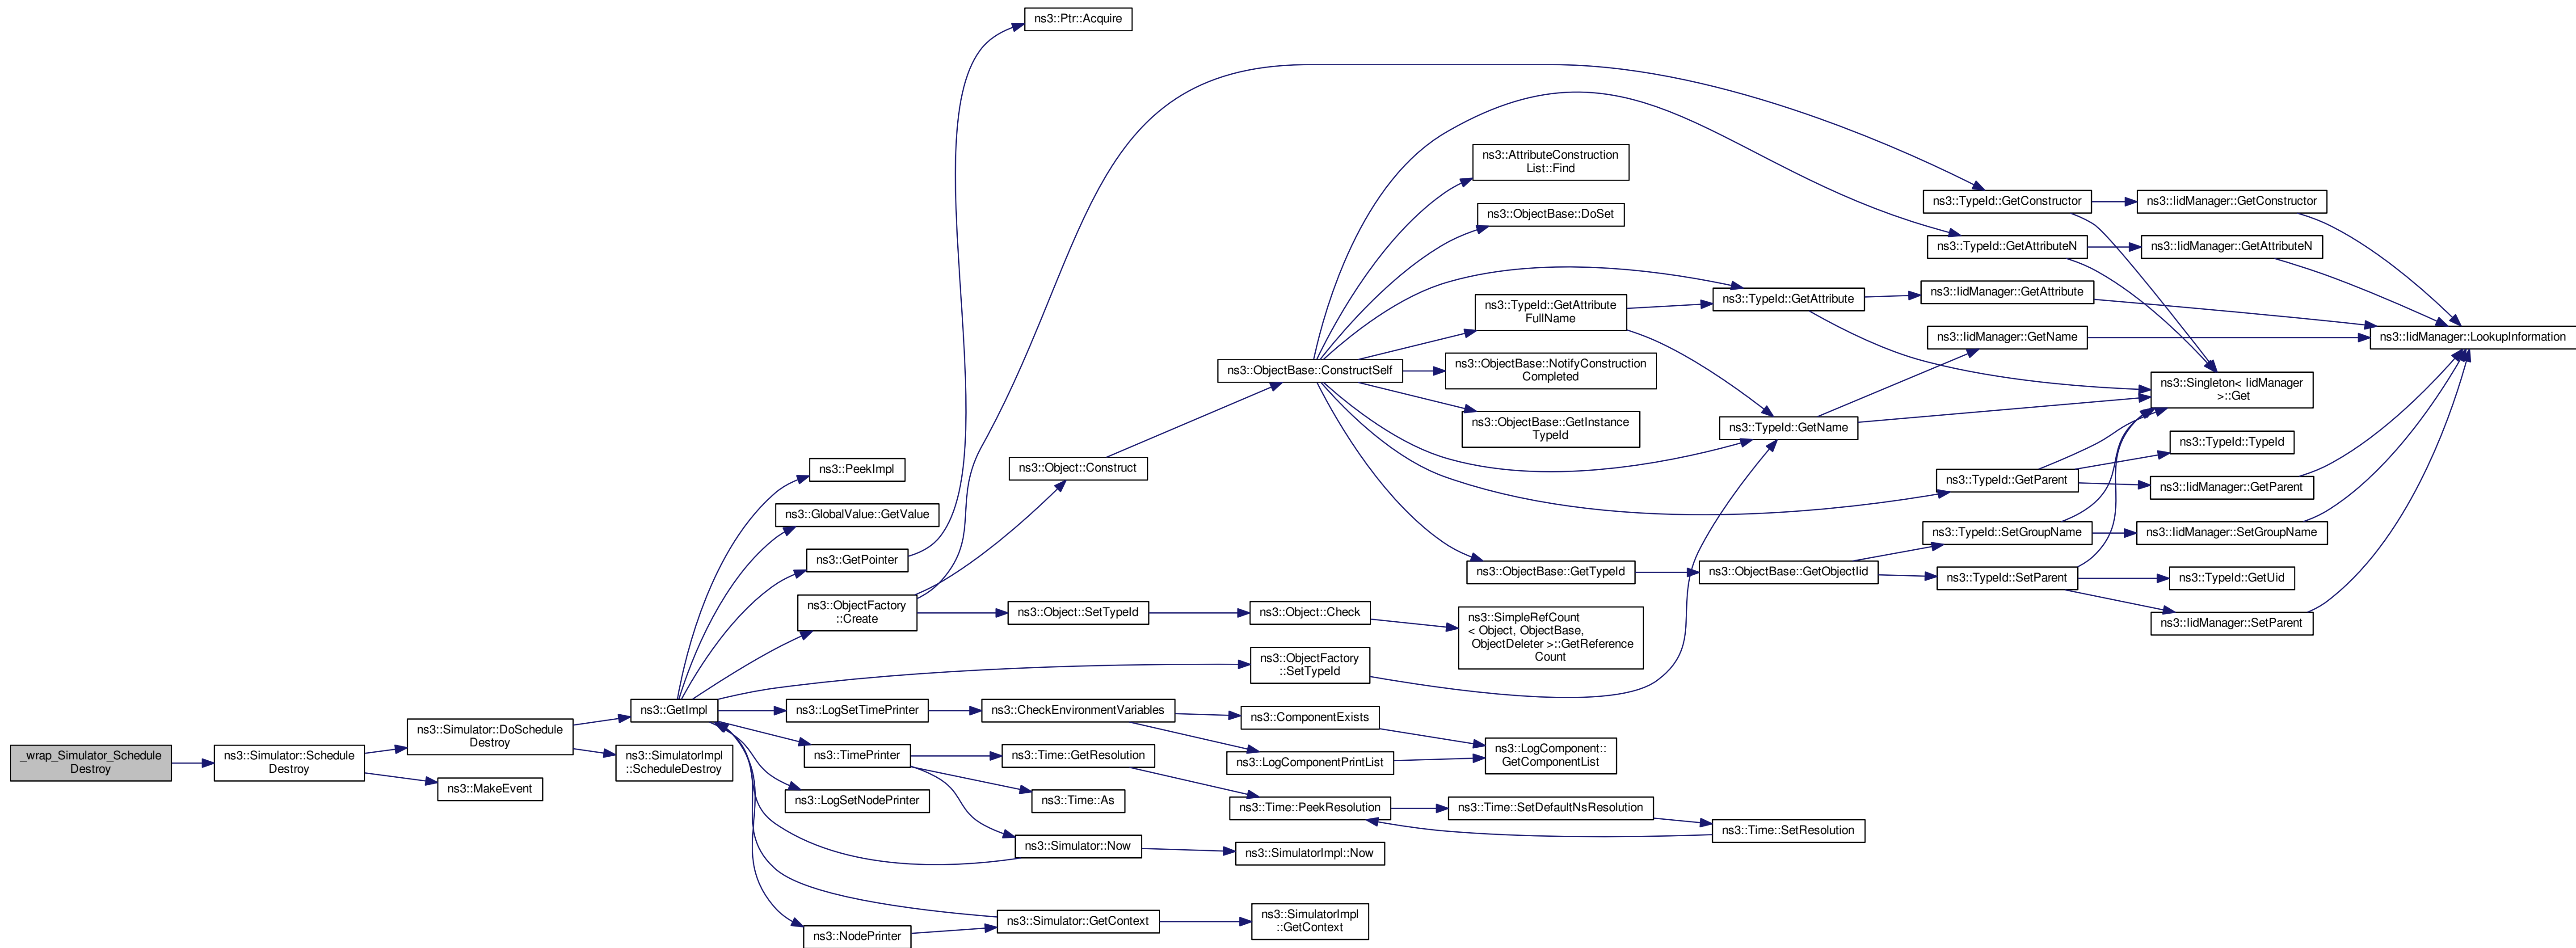 _wrap_Simulator_Schedule
Destroy
ns3::Simulator::Schedule
Destroy
ns3::Simulator::DoSchedule
Destroy
ns3::MakeEvent
ns3::GetImpl
ns3::SimulatorImpl
::ScheduleDestroy
ns3::PeekImpl
ns3::GlobalValue::GetValue
ns3::GetPointer
ns3::ObjectFactory
::Create
ns3::LogSetTimePrinter
ns3::TimePrinter
ns3::LogSetNodePrinter
ns3::NodePrinter
ns3::Ptr::Acquire
ns3::Object::Construct
ns3::Object::SetTypeId
ns3::CheckEnvironmentVariables
ns3::Time::GetResolution
ns3::Time::As
ns3::Simulator::Now
ns3::Simulator::GetContext
ns3::ObjectBase::ConstructSelf
ns3::Object::Check
ns3::ObjectFactory
::SetTypeId
ns3::ComponentExists
ns3::LogComponentPrintList
ns3::Time::PeekResolution
ns3::SimulatorImpl::Now
ns3::SimulatorImpl
::GetContext
ns3::AttributeConstruction
List::Find
ns3::ObjectBase::DoSet
ns3::TypeId::GetAttribute
FullName
ns3::ObjectBase::NotifyConstruction
Completed
ns3::ObjectBase::GetInstance
TypeId
ns3::ObjectBase::GetTypeId
ns3::SimpleRefCount
< Object, ObjectBase,
ObjectDeleter >::GetReference
Count
ns3::LogComponent::
GetComponentList
ns3::Time::SetDefaultNsResolution
ns3::TypeId::GetAttribute
ns3::TypeId::GetName
ns3::ObjectBase::GetObjectIid
ns3::Time::SetResolution
ns3::TypeId::GetConstructor
ns3::TypeId::GetAttributeN
ns3::IidManager::GetAttribute
ns3::IidManager::GetName
ns3::TypeId::GetParent
ns3::TypeId::SetGroupName
ns3::TypeId::SetParent
ns3::IidManager::GetConstructor
ns3::IidManager::GetAttributeN
ns3::Singleton< IidManager
>::Get
ns3::TypeId::TypeId
ns3::IidManager::GetParent
ns3::IidManager::SetGroupName
ns3::TypeId::GetUid
ns3::IidManager::SetParent
ns3::IidManager::LookupInformation